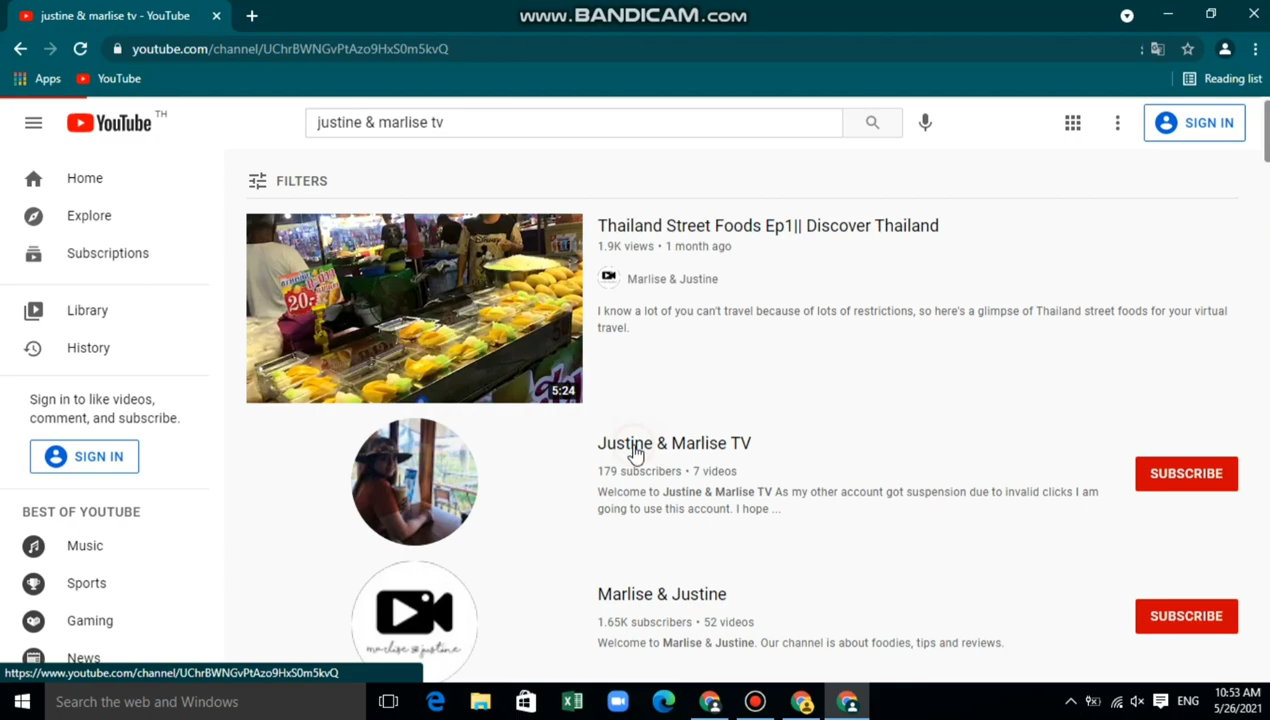 www.BANDICAM.com
justine & marlise tv - YouTube
youtube.com/channel/UChrBWNGvPtAzo9HxS0m5kvQ
Apps YouTube Reading list
YouTube TH justine & marlise tv SIGN IN
Home
Explore
Subscriptions
Library
History
Sign in to like videos,
comment, and subscribe.
SIGN IN
BEST OF YOUTUBE
Music
Sports
Gaming
News
FILTERS
20.-
5:24
Thailand Street Foods Ep1|| Discover Thailand
1.9K views • 1 month ago
Marlise & Justine
I know a lot of you can't travel because of lots of restrictions, so here's a glimpse of Thailand street foods for your virtual
travel.
Justine & Marlise TV
179 subscribers • 7 videos
Welcome to Justine & Marlise TV As my other account got suspension due to invalid clicks I am
going to use this account. I hope ...
SUBSCRIBE
marlise @ justine
Marlise & Justine
1.65K subscribers • 52 videos
Welcome to Marlise & Justine. Our channel is about foodies, tips and reviews.
SUBSCRIBE
https://www.youtube.com/channel/UChrBWNGvPtAzo9HxS0m5kvQ
Search the web and Windows
ENG
10:53 AM
5/26/2021